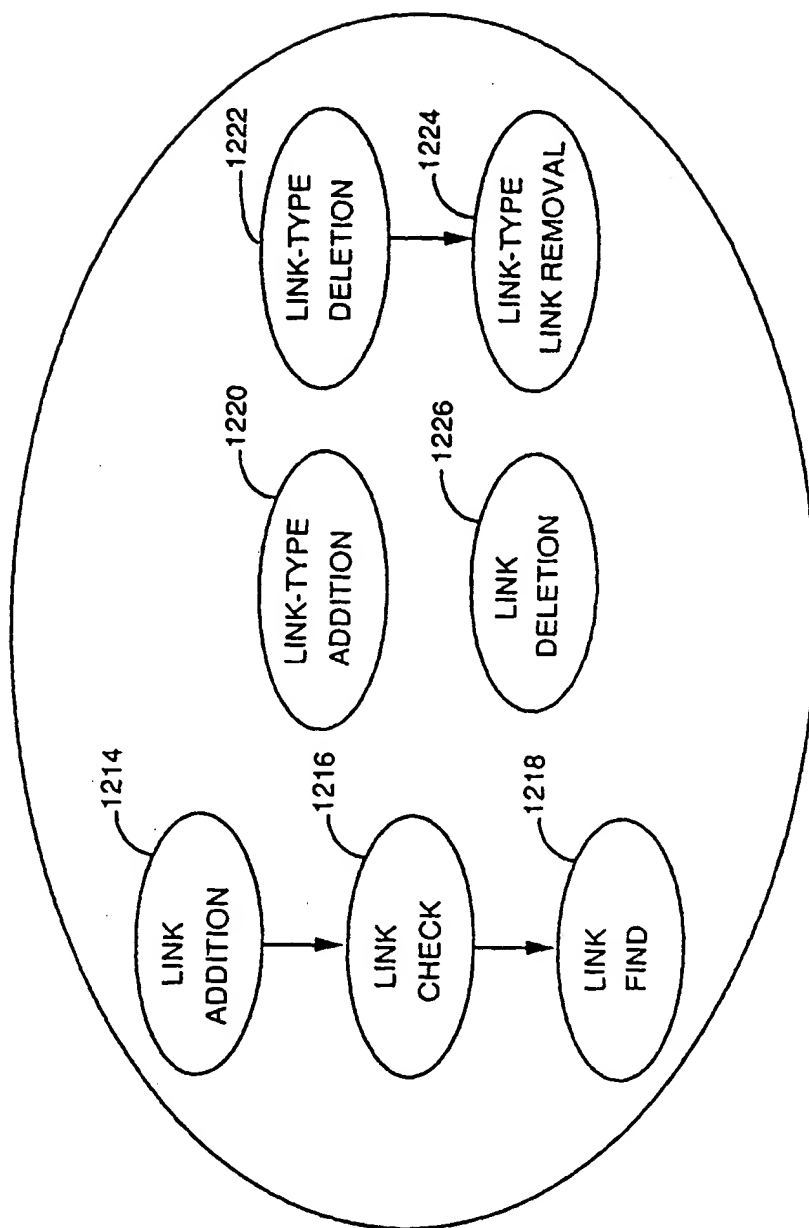 1214
LINK
ADDITION
1216
LINK
CHECK
1218
LINK
FIND
1220
LINK-TYPE
ADDITION
1226
LINK
DELETION
1222
LINK-TYPE
DELETION
1224
LINK-TYPE
LINK REMOVAL